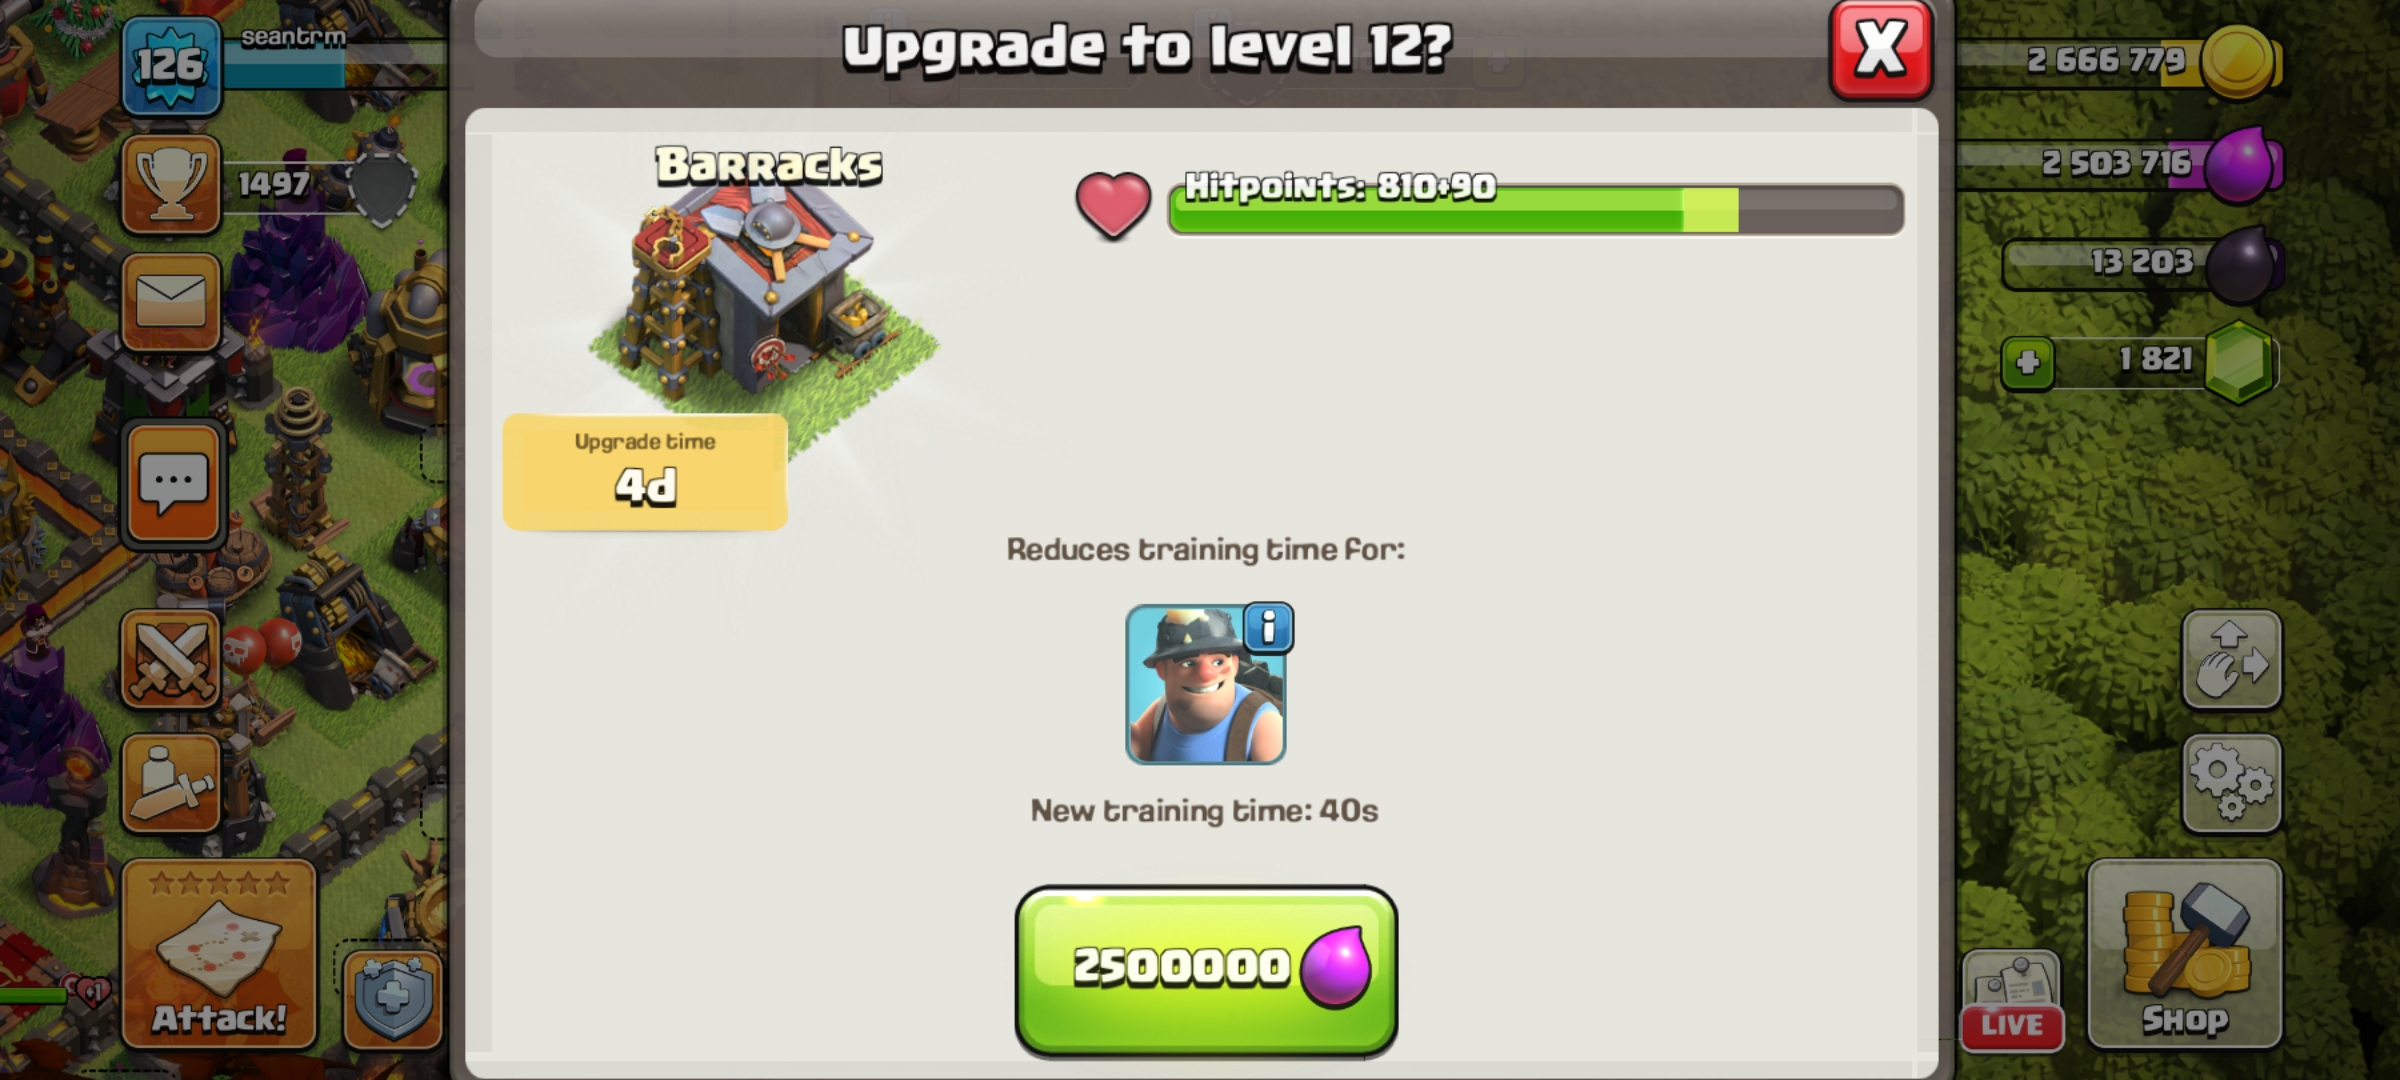 Upgrade to level 12?
X
126
seantrm
1497
2 666 779
2 503 716
13 203
1 821
Barracks
Hitpoints: 810+90
Upgrade time
4d
Reduces training time for:
i
New training time: 40s
2500000
Attack!
+1
LIVE
Shop